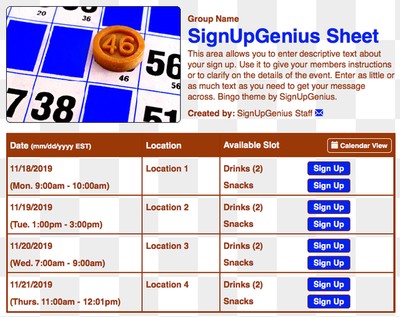 20
38
46
46
56
56
7
38
51
Group Name
SignUpGenius Sheet
This area allows you to enter descriptive text about
your sign up. Use it to give your members instructions
or to clarify on the details of the event. Enter as little or
as much text as you need to get your message
across. Bingo theme by SignUpGenius.
Created by: SignUpGenius Staff
Date (mm/dd/yyyy EST) Location Available Slot Calendar View
11/18/2019 Location 1 Drinks (2) Sign Up
(Mon. 9:00am - 10:00am) Snacks Sign Up
11/19/2019 Location 2 Drinks (2) Sign Up
(Tue. 1:00pm - 3:00pm) Snacks Sign Up
11/20/2019 Location 3 Drinks (2) Sign Up
(Wed. 7:00am - 9:00am) Snacks Sign Up
11/21/2019 Location 4 Drinks (2) Sign Up
(Thurs. 11:00am - 12:01pm) Snacks Sign Up